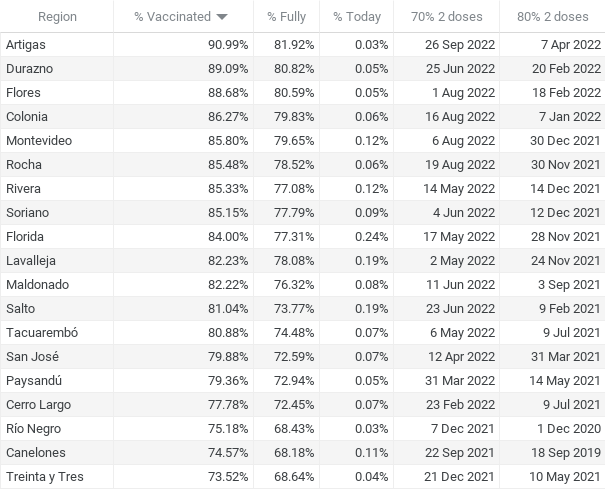 Region % Vaccinated % Fully % Today 70% 2 doses 80% 2 doses
Artigas 90.99% 81.92% 0.03% 26 Sep 2022 7 Apr 2022
Durazno 89.09% 80.82% 0.05% 25 Jun 2022 20 Feb 2022
Flores 88.68% 80.59% 0.05% 1 Aug 2022 18 Feb 2022
Colonia 86.27% 79.83% 0.06% 16 Aug 2022 7 Jan 2022
Montevideo 85.80% 79.65% 0.12% 6 Aug 2022 30 Dec 2021
Rocha 85.48% 78.52% 0.06% 19 Aug 2022 30 Nov 2021
Rivera 85.33% 77.08% 0.12% 14 May 2022 14 Dec 2021
Soriano 85.15% 77.79% 0.09% 4 Jun 2022 12 Dec 2021
Florida 84.00% 77.31% 0.24% 17 May 2022 28 Nov 2021
Lavalleja 82.23% 78.08% 0.19% 2 May 2022 24 Nov 2021
Maldonado 82.22% 76.32% 0.08% 11 Jun 2022 3 Sep 2021
Salto 81.04% 73.77% 0.19% 23 Jun 2022 9 Feb 2021
Tacuarembó 80.88% 74.48% 0.07% 6 May 2022 9 Jul 2021
San José 79.88% 72.59% 0.07% 12 Apr 2022 31 Mar 2021
Paysandú 79.36% 72.94% 0.05% 31 Mar 2022 14 May 2021
Cerro Largo 77.78% 72.45% 0.07% 23 Feb 2022 9 Jul 2021
Río Negro 75.18% 68.43% 0.03% 7 Dec 2021 1 Dec 2020
Canelones 74.57% 68.18% 0.11% 22 Sep 2021 18 Sep 2019
Treinta y Tres 73.52% 68.64% 0.04% 21 Dec 2021 10 May 2021